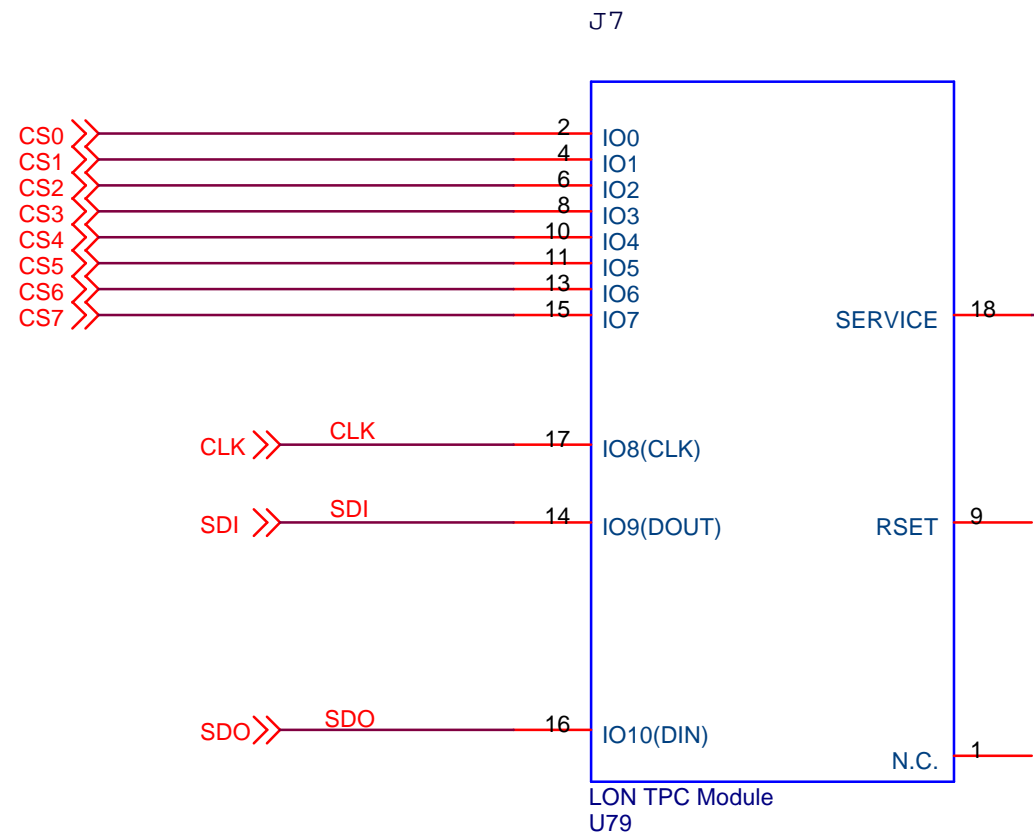 J7
CS0 2 IO0
CS1 4 IO1
CS2 6 IO2
CS3 8 IO3
CS4 10 IO4
CS5 11 IO5
CS6 13 IO6
CS7 15 IO7 SERVICE 18
CLK CLK 17 IO8(CLK)
SDI SDI 14 IO9(DOUT) RSET 9
SDO SDO 16 IO10(DIN)
N.C. 1
LON TPC Module
U79